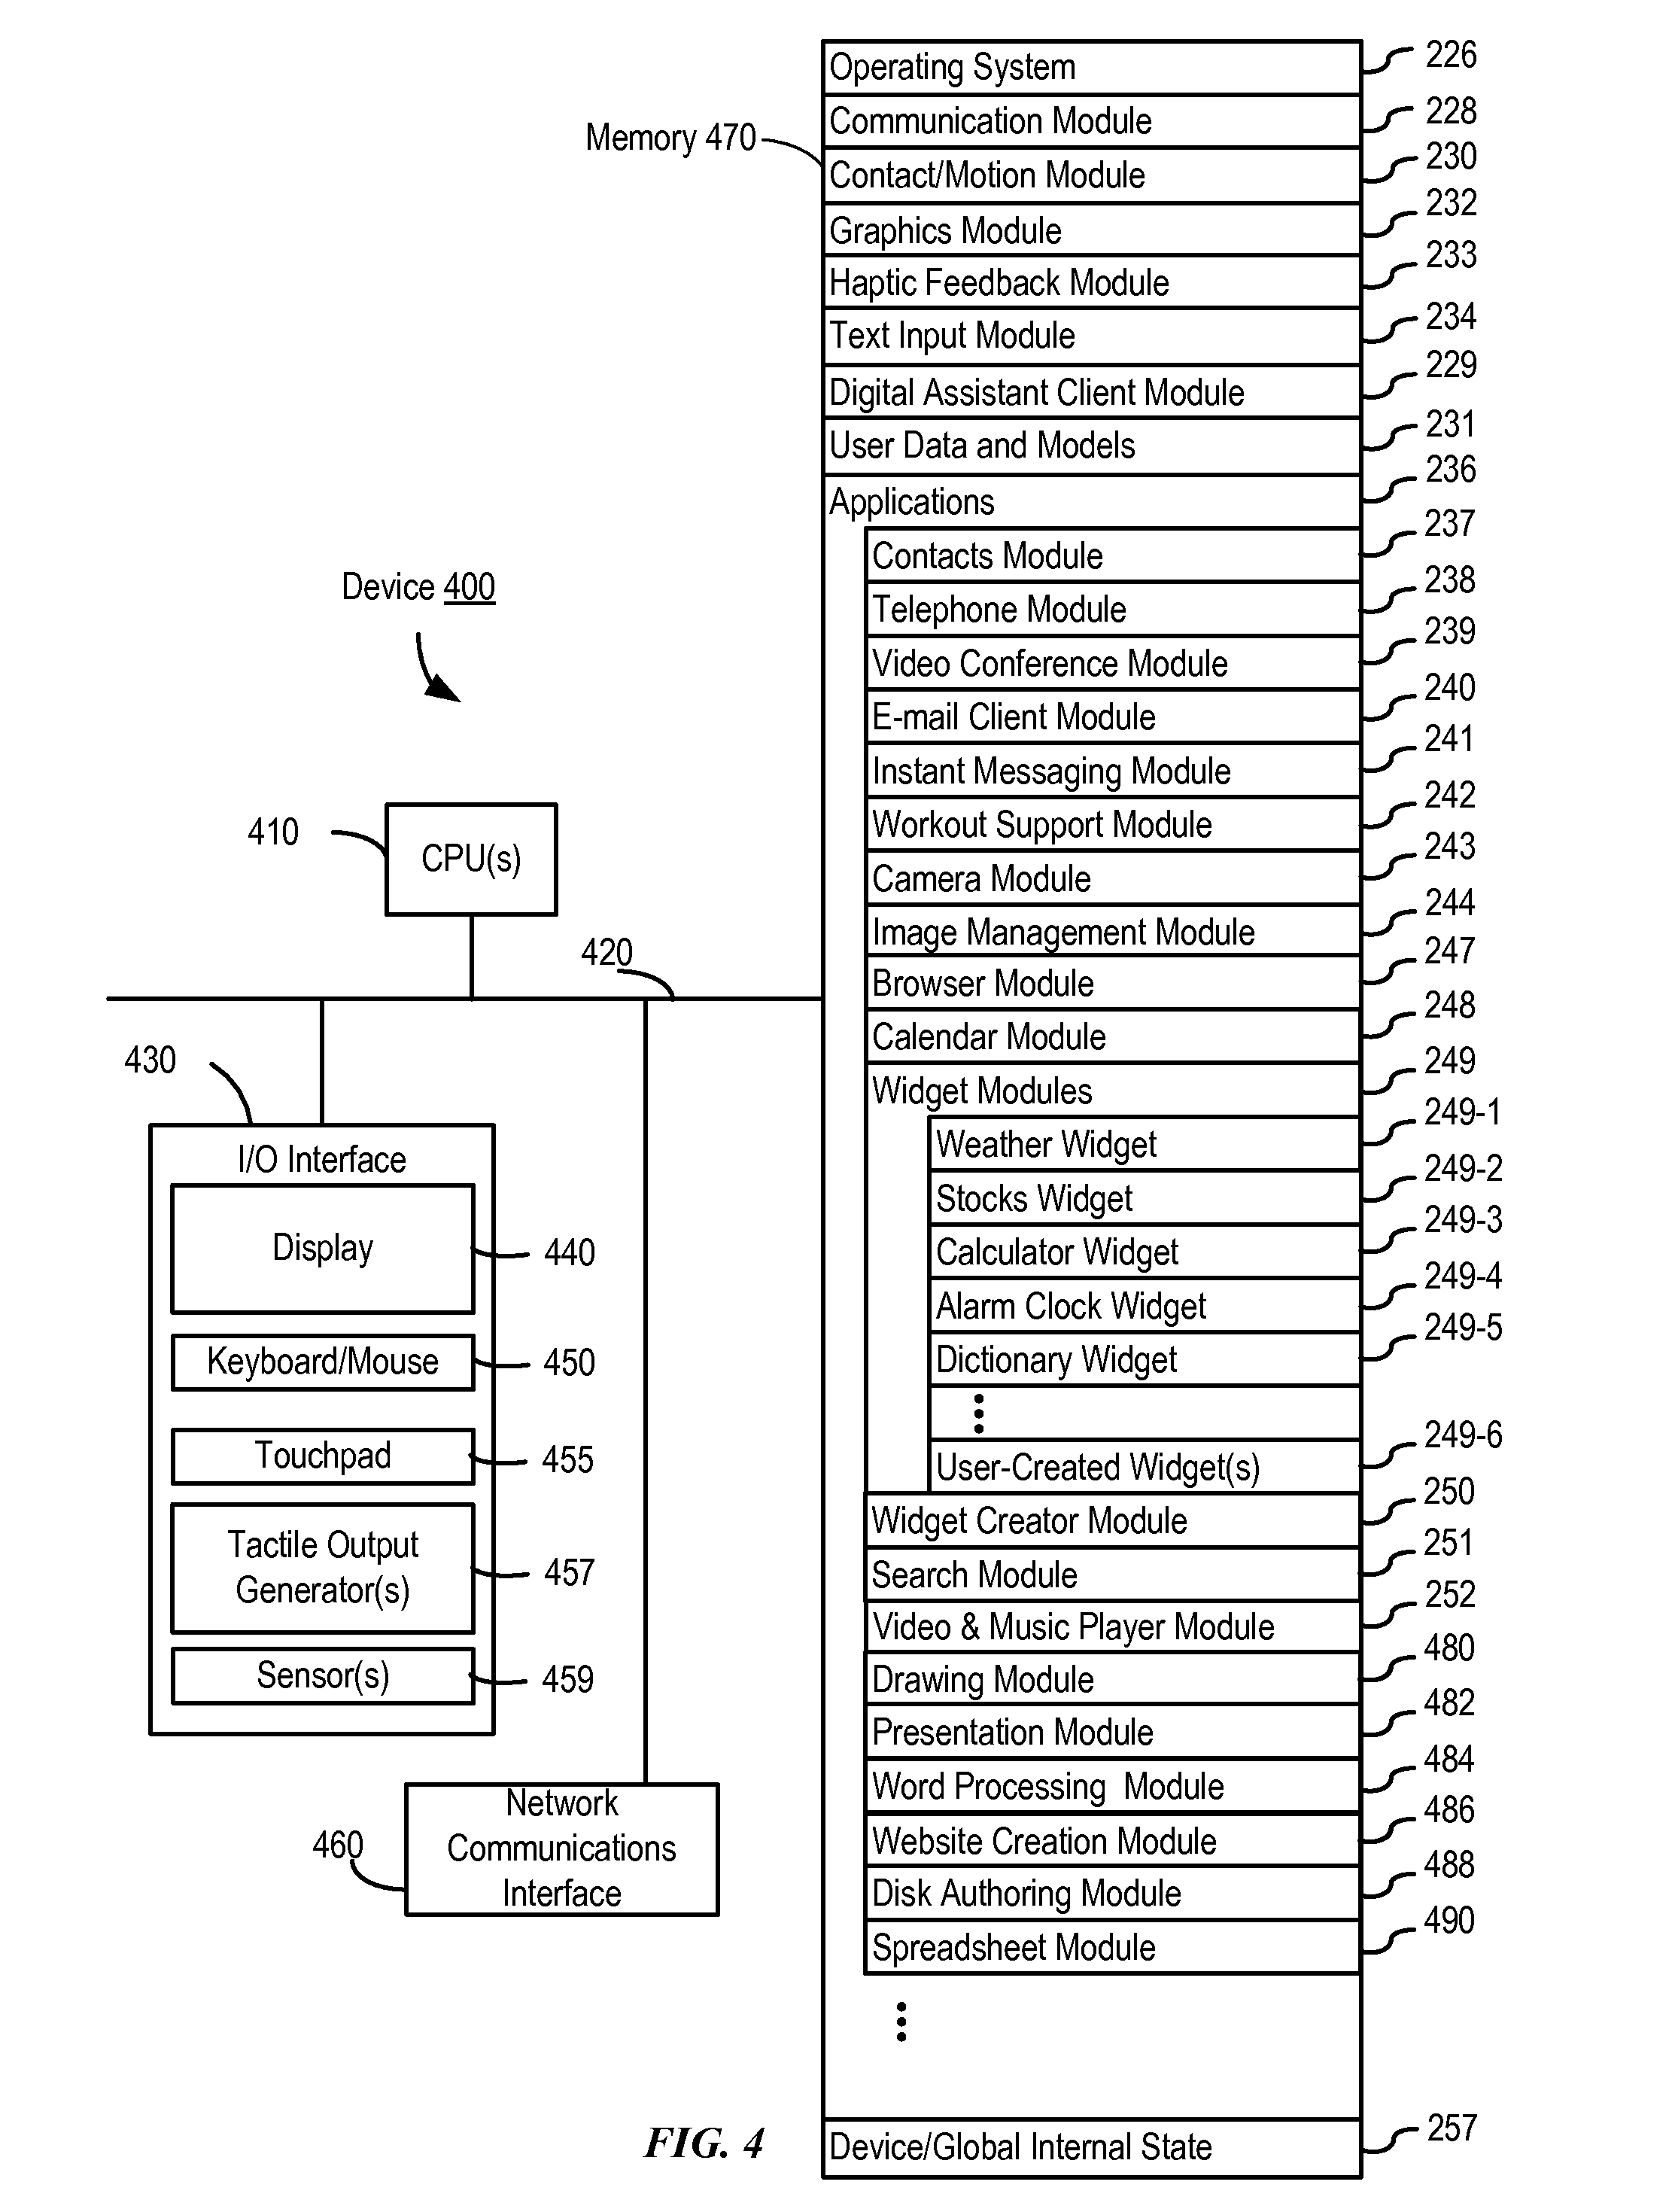 Operating System 226
Communication Module 228
Memory 470
Contact/Motion Module 230
Graphics Module 232
Haptic Feedback Module 233
Text Input Module 234
Digital Assistant Client Module 229
User Data and Models 231
Applications 236
Contacts Module 237
Device 400
Telephone Module 238
Video Conference Module 239
E-mail Client Module 240
Instant Messaging Module 241
Workout Support Module 242
Camera Module 243
Image Management Module 244
Browser Module 247
Calendar Module 248
Widget Modules 249
Weather Widget 249-1
Stocks Widget 249-2
Calculator Widget 249-3
Alarm Clock Widget 249-4
Dictionary Widget 249-5
User-Created Widget(s) 249-6
Widget Creator Module 250
Search Module 251
Video & Music Player Module 252
Drawing Module 480
Presentation Module 482
Word Processing Module 484
Website Creation Module 486
Disk Authoring Module 488
Spreadsheet Module 490
Device/Global Internal State 257
410
CPU(s)
420
430
I/O Interface
Display 440
Keyboard/Mouse 450
Touchpad 455
Tactile Output
Generator(s)
457
Sensor(s) 459
460
Network
Communications
Interface
FIG. 4